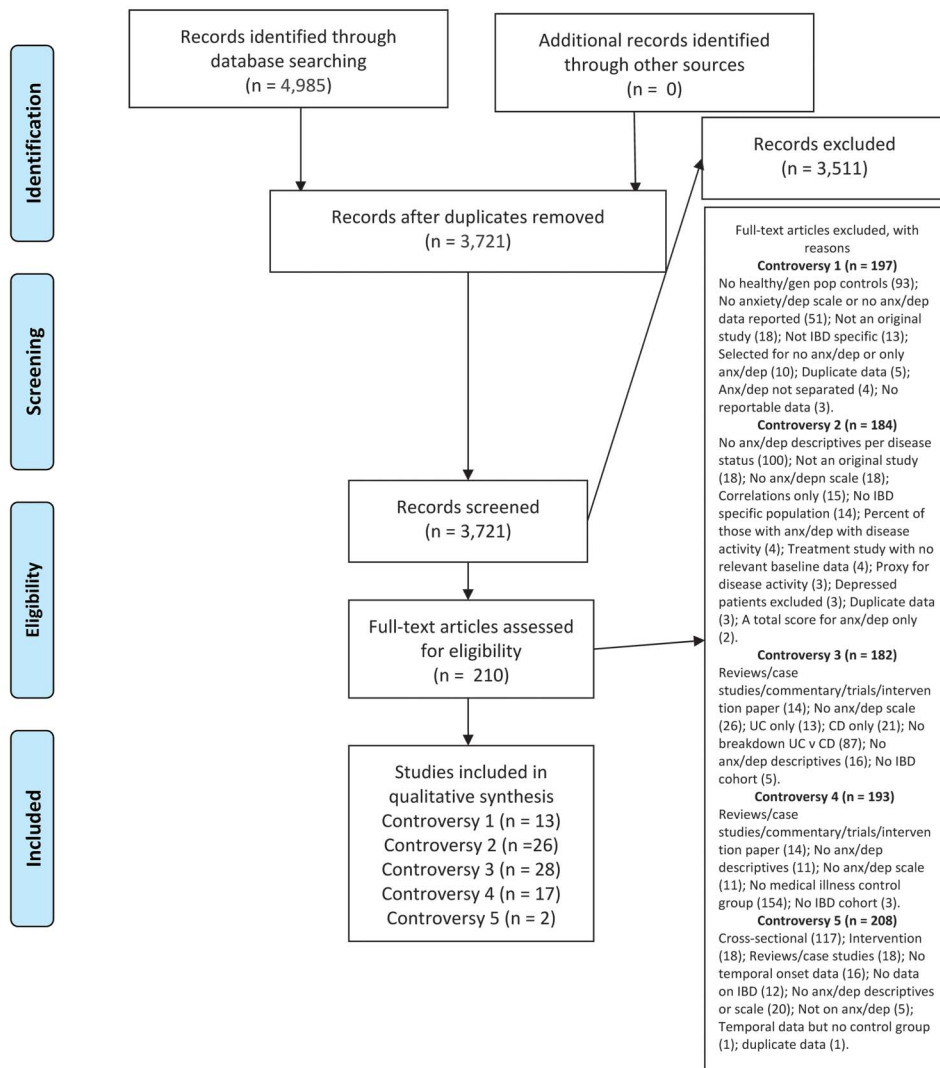 Identification
Screening
Eligibility
Included
Records identified through
database searching
(n = 4,985)
Additional records identified
through other sources
(n = 0)
Records after duplicates removed
(n = 3,721)
Records excluded
(n = 3,511)
Records screened
(n = 3,721)
Full-text articles assessed
for eligibility
(n = 210)
Studies included in
qualitative synthesis
Controversy 1 (n = 13)
Controversy 2 (n =26)
Controversy 3 (n = 28)
Controversy 4 (n = 17)
Controversy 5 (n = 2)
Full-text articles excluded, with
reasons
Controversy 1 (n = 197)
No healthy/gen pop controls (93);
No anxiety/dep scale or no anx/dep
data reported (51); Not an original
study (18); Not IBD specific (13);
Selected for no anx/dep or only
anx/dep (10); Duplicate data (5);
Anx/dep not separated (4); No
reportable data (3).
Controversy 2 (n = 184)
No anx/dep descriptives per disease
status (100); Not an original study
(18); No anx/depn scale (18);
Correlations only (15); No IBD
specific population (14); Percent of
those with anx/dep with disease
activity (4); Treatment study with no
relevant baseline data (4); Proxy for
disease activity (3); Depressed
patients excluded (3); Duplicate data
(3); A total score for anx/dep only
(2).
Controversy 3 (n = 182)
Reviews/case
studies/commentary/trials/interven
tion paper (14); No anx/dep scale
(26); UC only (13); CD only (21); No
breakdown UC v CD (87); No
anx/dep descriptives (16); No IBD
cohort (5).
Controversy 4 (n = 193)
Reviews/case
studies/commentary/trials/interven
tion paper (14); No anx/dep
descriptives (11); No anx/dep scale
(11); No medical illness control
group (154); No IBD cohort (3).
Controversy 5 (n = 208)
Cross-sectional (117); Intervention
(18); Reviews/case studies (18); No
temporal onset data (16); No data
on IBD (12); No anx/dep descriptives
or scale (20); Not on anx/dep (5);
Temporal data but no control group
(1); duplicate data (1).